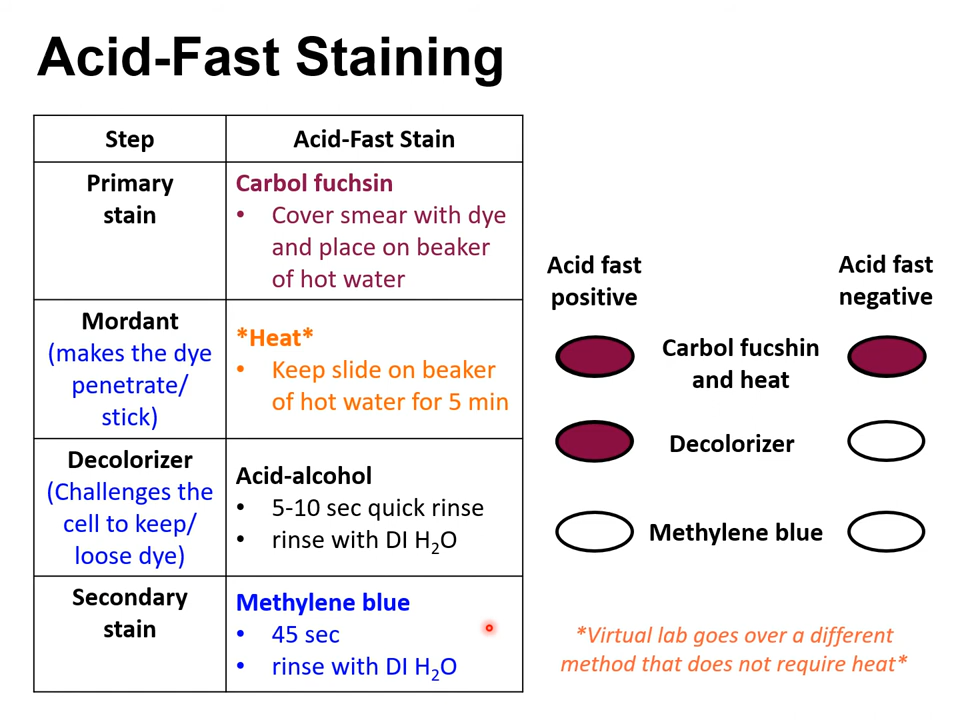 Acid-Fast Staining
Step
Acid-Fast Stain
Primary
stain
Carbol fuchsin
• Cover smear with dye
and place on beaker
of hot water
Mordant
(makes the dye
penetrate/
stick)
*Heat*
• Keep slide on beaker
of hot water for 5 min
Decolorizer
(Challenges the
cell to keep/
loose dye)
Acid-alcohol
• 5-10 sec quick rinse
• rinse with DI H₂O
Secondary
stain
Methylene blue
• 45 sec
• rinse with DI H₂O
Acid fast
positive
Acid fast
negative
Carbol fucshin
and heat
Decolorizer
Methylene blue
*Virtual lab goes over a different
method that does not require heat*